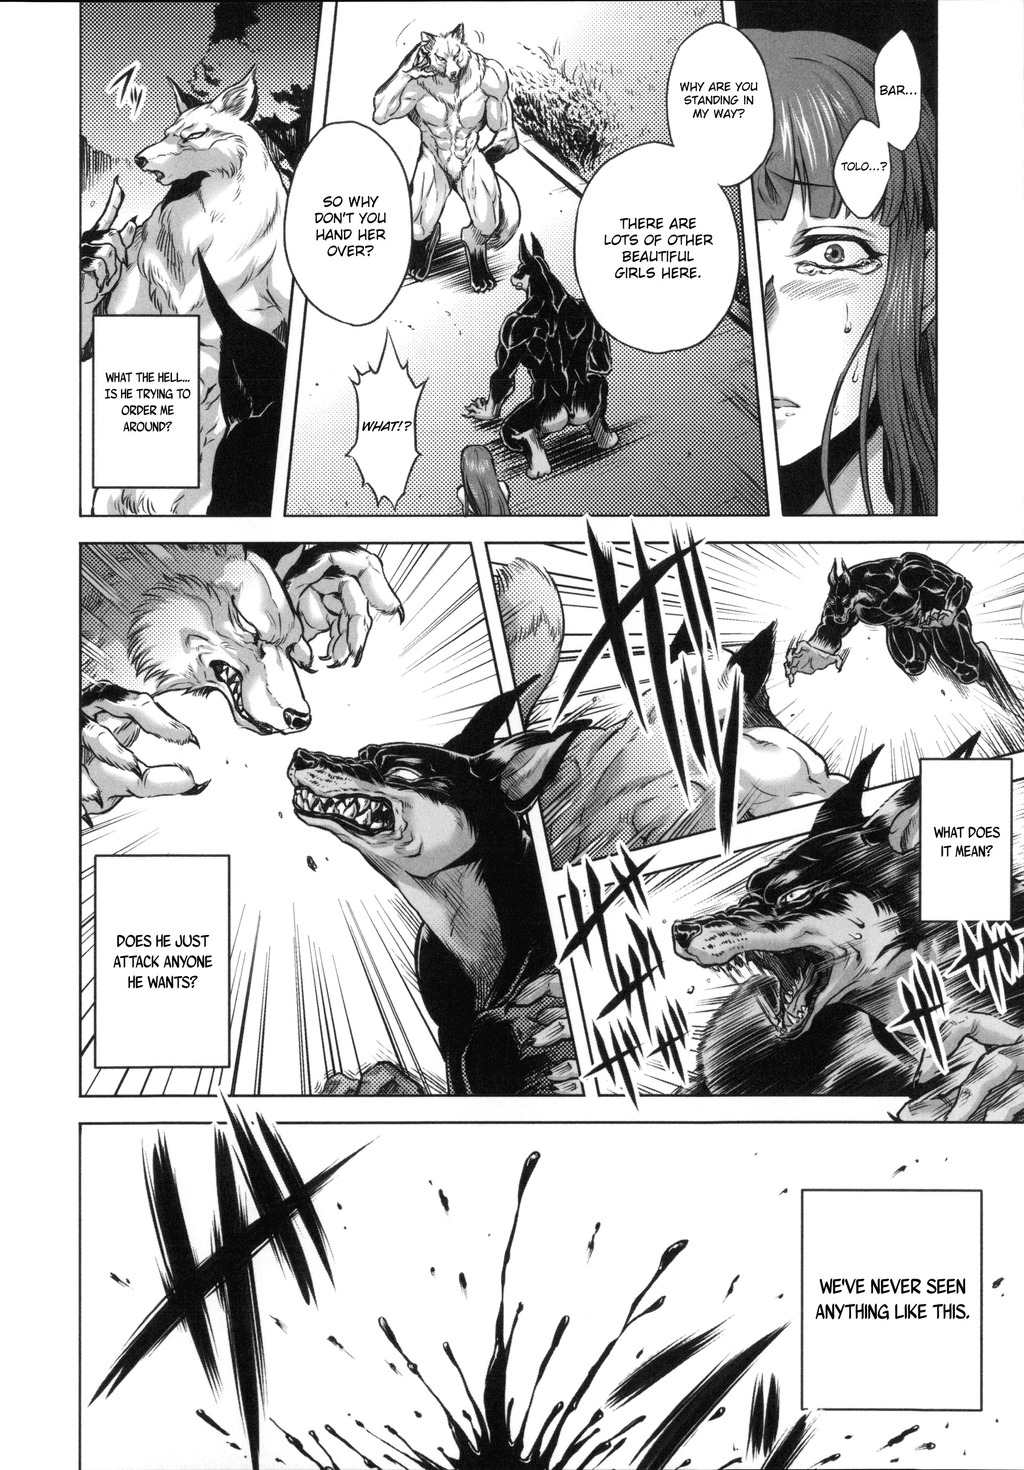 BAR...
TOLO...?
WHY ARE YOU
STANDING IN
MY WAY?
THERE ARE
LOTS OF OTHER
BEAUTIFUL
GIRLS HERE.
SO WHY
DON'T YOU
HAND HER
OVER?
WHAT!?
WHAT THE HELL...
IS HE TRYING TO
ORDER ME
AROUND?
WHAT DOES
IT MEAN?
DOES HE JUST
ATTACK ANYONE
HE WANTS?
WE'VE NEVER SEEN
ANYTHING LIKE THIS.